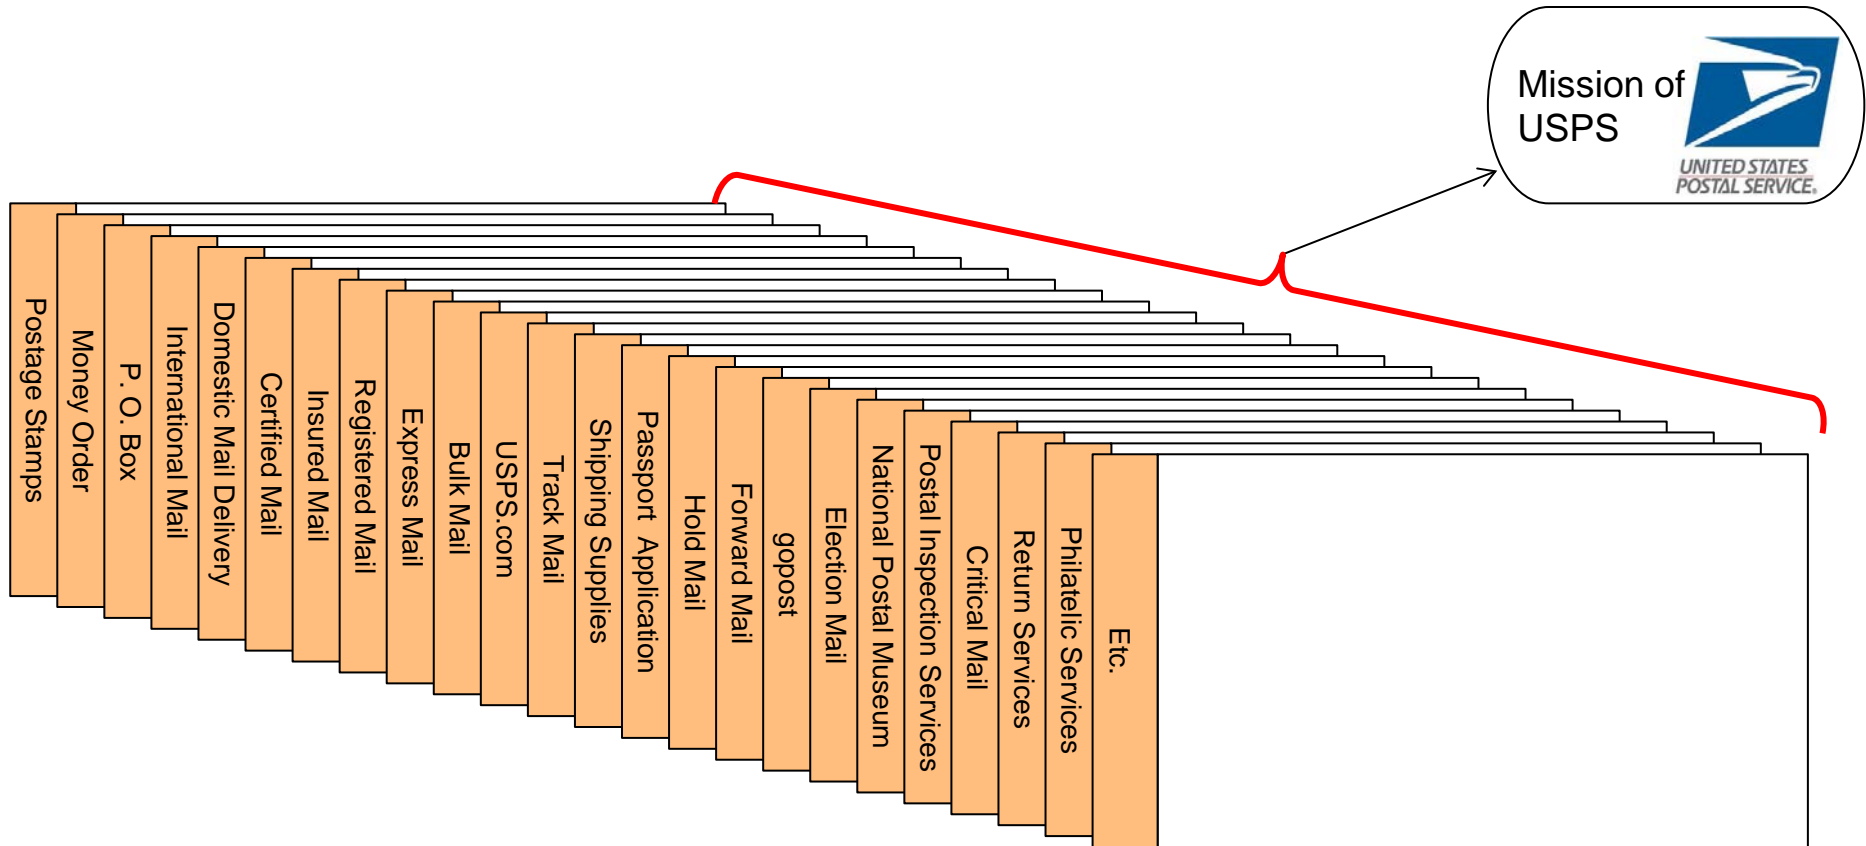 Mission of
USPS
UNITED STATES
POSTAL SERVICE®
Postage Stamps
Money Order
P. O. Box
International Mail
Domestic Mail Delivery
Certified Mail
Insured Mail
Registered Mail
Express Mail
Bulk Mail
USPS.com
Track Mail
Shipping Supplies
Passport  Application
Hold Mail
Forward Mail
gopost
Election Mail
National Postal Museum
Postal Inspection Services
Critical Mail
Return Services
Philatelic Services
Etc.